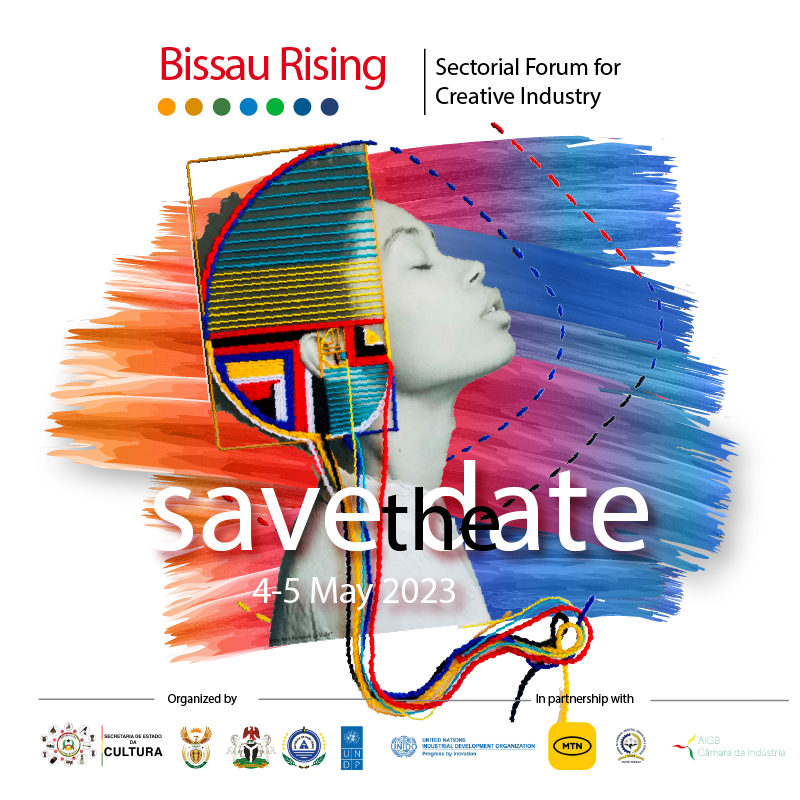 Bissau Rising
Sectorial Forum for
Creative Industry
save the date
4-5 May 2023
Organized by
In partnership with
SECRETARIA DE ESTADO
DA
CULTURA
U N
D P
UNIDO
UNITED NATIONS
INDUSTRIAL DEVELOPMENT ORGANIZATION
Progress by innovation
MTN
AIGB
Câmara da Indústria